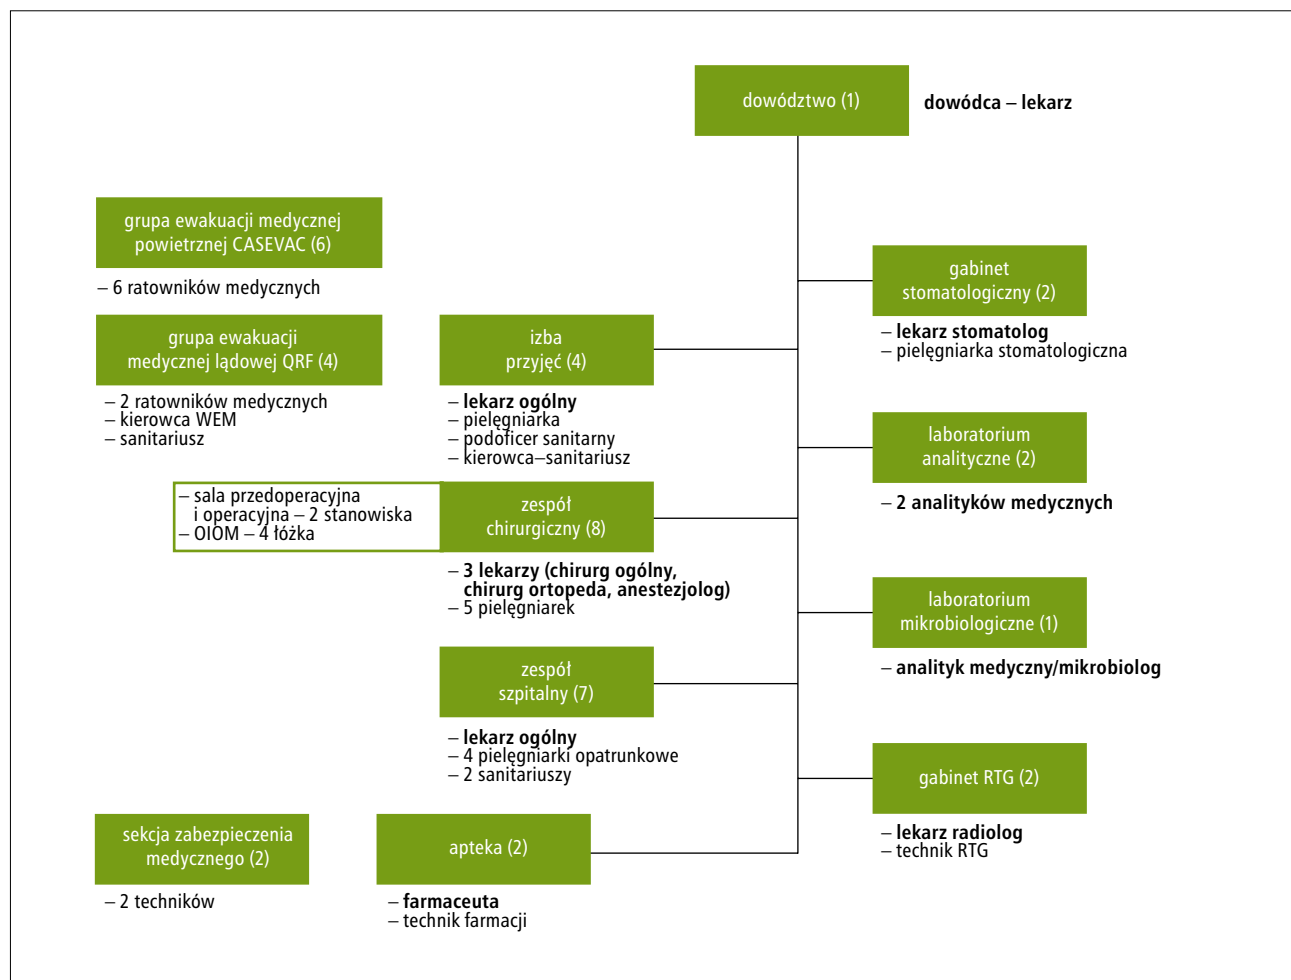 dowództwo (1)
dowódca – lekarz
grupa ewakuacji medycznej
powietrznej CASEVAC (6)
– 6 ratowników medycznych
grupa ewakuacji
medycznej lądowej QRF (4)
– 2 ratowników medycznych
– kierowca WEM
– sanitariusz
izba
przyjęć (4)
– lekarz ogólny
– pielęgniarka
– podoficer sanitarny
– kierowca–sanitariusz
– sala przedoperacyjna
i operacyjna – 2 stanowiska
– OIOM – 4 łóżka
zespół
chirurgiczny (8)
– 3 lekarzy (chirurg ogólny,
chirurg ortopeda, anestezjolog)
– 5 pielęgniarek
zespół
szpitalny (7)
– lekarz ogólny
– 4 pielęgniarki opatrunkowe
– 2 sanitariuszy
sekcja zabezpieczenia
medycznego (2)
– 2 techników
apteka (2)
– farmaceuta
– technik farmacji
gabinet
stomatologiczny (2)
– lekarz stomatolog
– pielęgniarka stomatologiczna
laboratorium
analityczne (2)
– 2 analityków medycznych
laboratorium
mikrobiologiczne (1)
– analityk medyczny/mikrobiolog
gabinet RTG (2)
– lekarz radiolog
– technik RTG